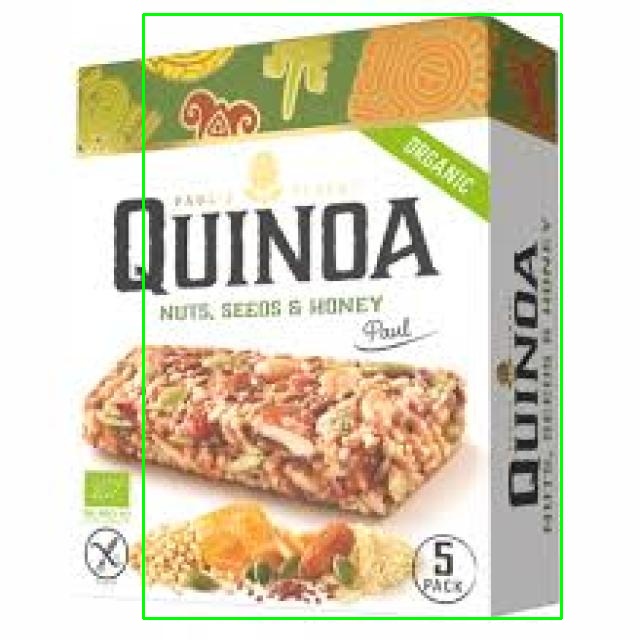 ORGANIC
PAUL'S
QUINOA
NUTS, SEEDS & HONEY
Paul
5
PACK
QUINOA
NUTS, SEEDS & HONEY